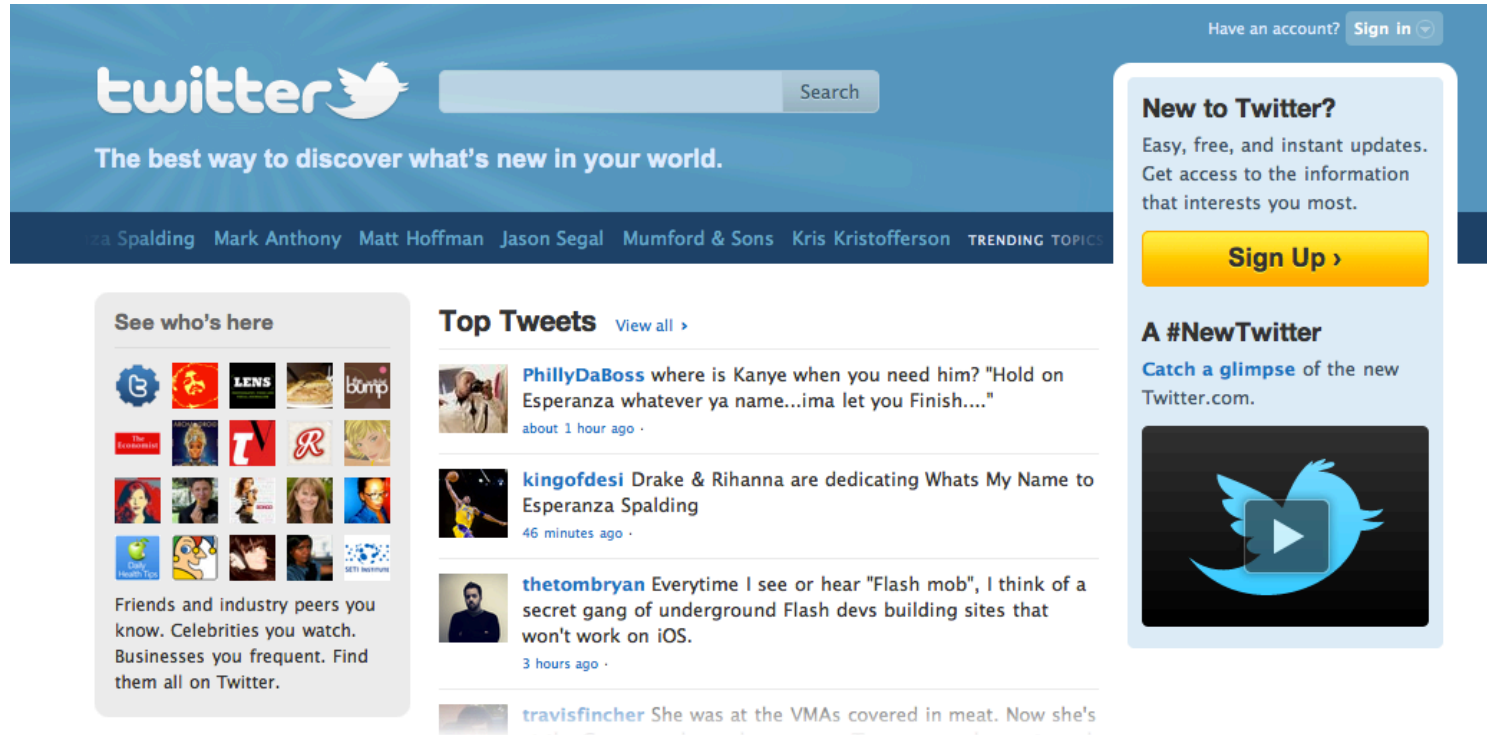 Have an account? Sign in
twitter
Search
The best way to discover what's new in your world.
za Spalding Mark Anthony Matt Hoffman Jason Segal Mumford & Sons Kris Kristofferson TRENDING TOPICS
New to Twitter?
Easy, free, and instant updates.
Get access to the information
that interests you most.
Sign Up ›
A #NewTwitter
Catch a glimpse of the new
Twitter.com.
See who's here
LENS
bump
The
Economist
TV
R
Daily
Health Tips
SETI Institute
Friends and industry peers you
know. Celebrities you watch.
Businesses you frequent. Find
them all on Twitter.
Top Tweets View all ›
PhillyDaBoss where is Kanye when you need him? "Hold on
Esperanza whatever ya name...ima let you Finish...."
about 1 hour ago ·
kingofdesi Drake & Rihanna are dedicating Whats My Name to
Esperanza Spalding
46 minutes ago ·
thetombryan Everytime I see or hear "Flash mob", I think of a
secret gang of underground Flash devs building sites that
won't work on iOS.
3 hours ago ·
travisfincher She was at the VMAs covered in meat. Now she's